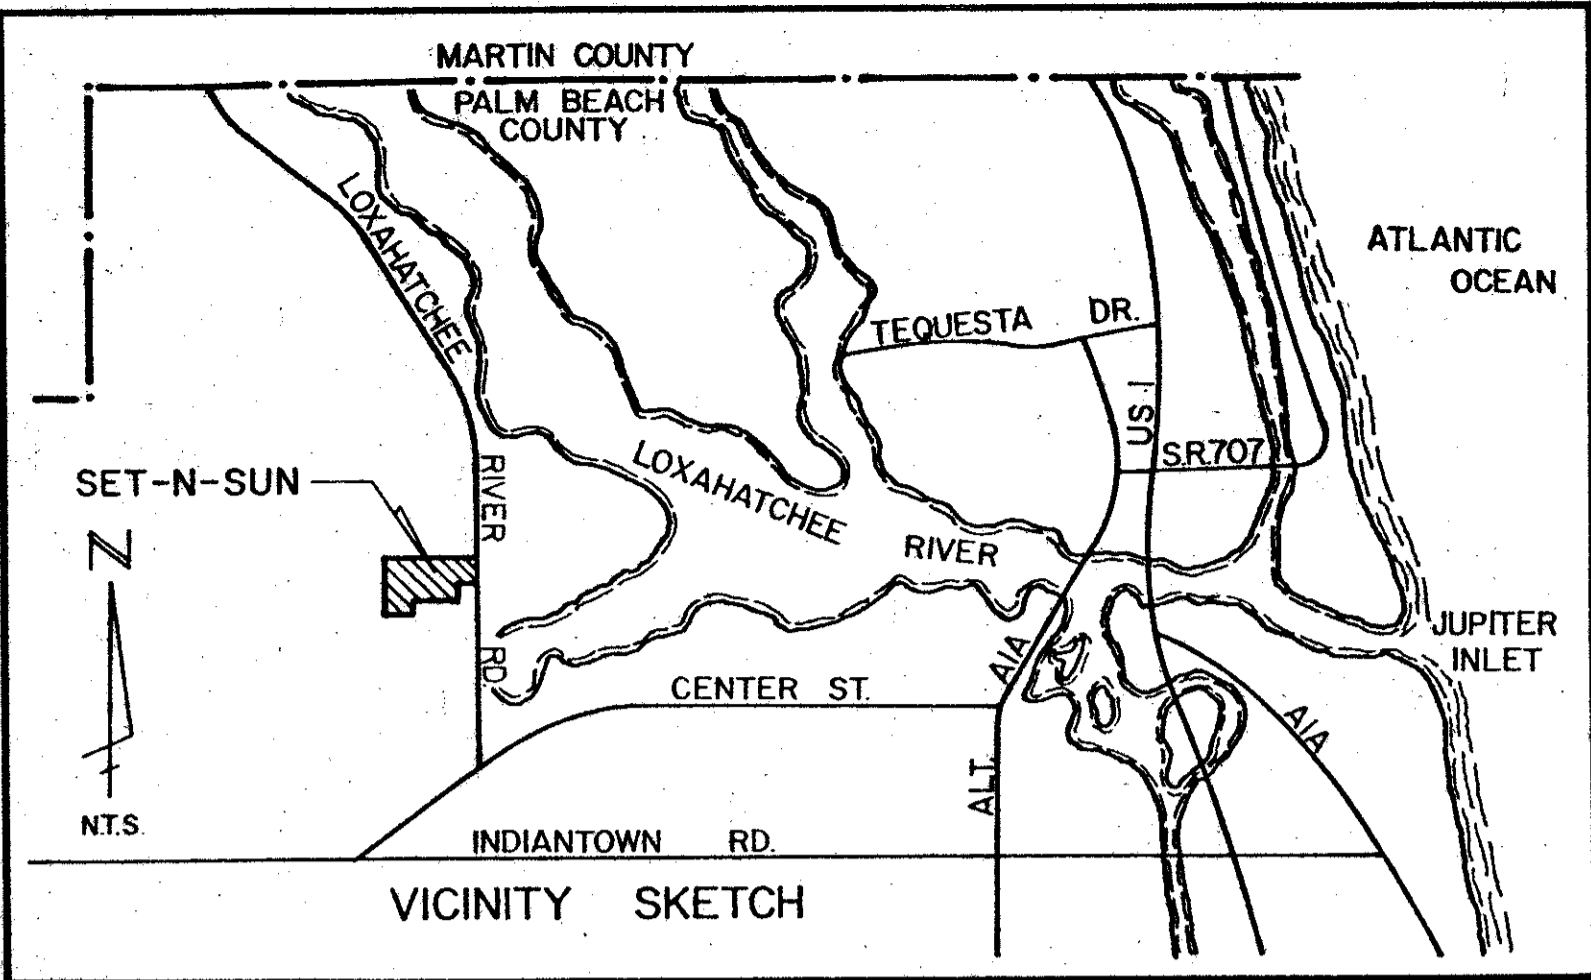 MARTIN COUNTY
PALM BEACH
COUNTY
LOXAHATCHEE
ATLANTIC
OCEAN
TEQUESTA DR.
US 1
S.R.707
SET-N-SUN
RIVER
LOXAHATCHEE
RIVER
N
JUPITER
INLET
RD.
A1A
CENTER ST.
A1A
ALT.
N.T.S.
INDIANTOWN RD.
VICINITY SKETCH